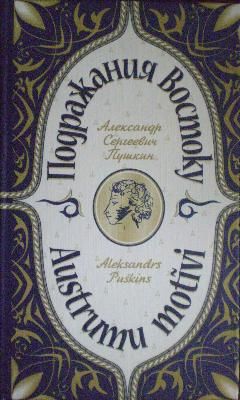 Подражания Востоку
Александр
Сергеевич
Пушкин
Aleksandrs
Puškins
Austrumu motīvi